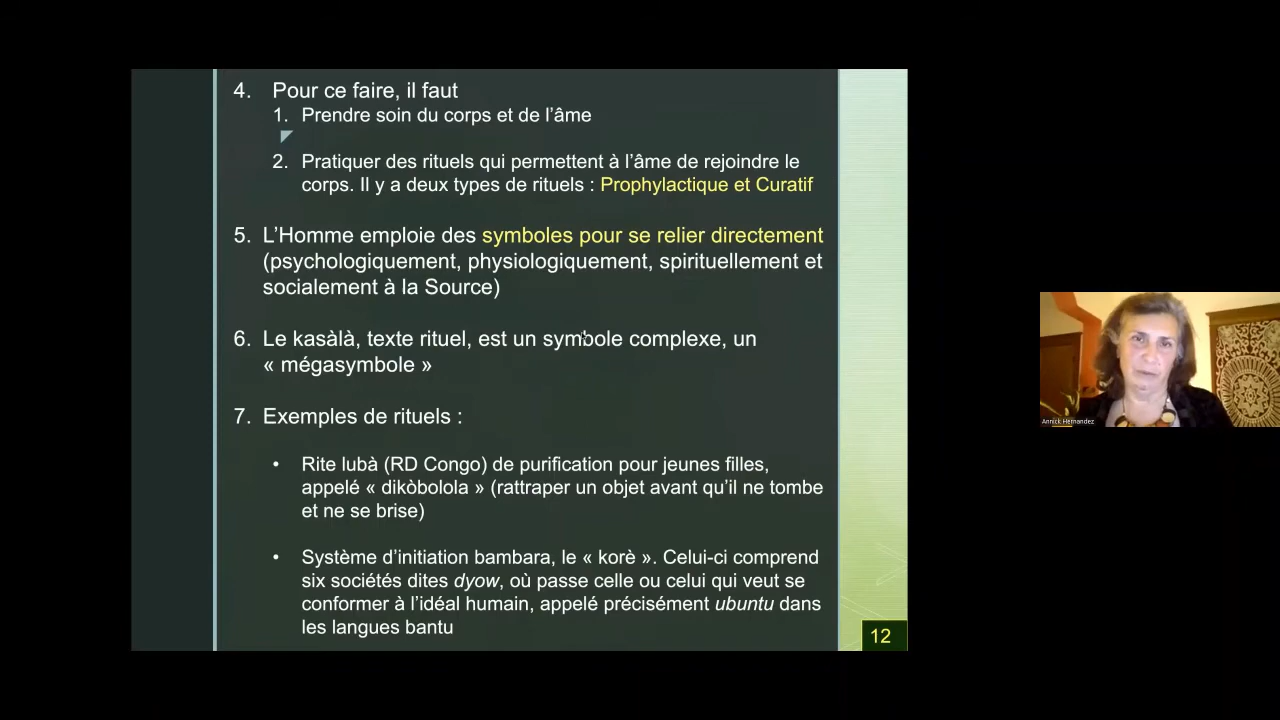 4. Pour ce faire, il faut
1. Prendre soin du corps et de l'âme
2. Pratiquer des rituels qui permettent à l'âme de rejoindre le
corps. Il y a deux types de rituels : Prophylactique et Curatif
5. L'Homme emploie des symboles pour se relier directement
(psychologiquement, physiologiquement, spirituellement et
socialement à la Source)
6. Le kasàlà, texte rituel, est un symbole complexe, un
« mégasymbole »
7. Exemples de rituels :
• Rite lubà (RD Congo) de purification pour jeunes filles,
appelé « dikòbolola » (rattraper un objet avant qu'il ne tombe
et ne se brise)
• Système d'initiation bambara, le « korè ». Celui-ci comprend
six sociétés dites dyow, où passe celle ou celui qui veut se
conformer à l'idéal humain, appelé précisément ubuntu dans
les langues bantu
12
Annick Hernandez